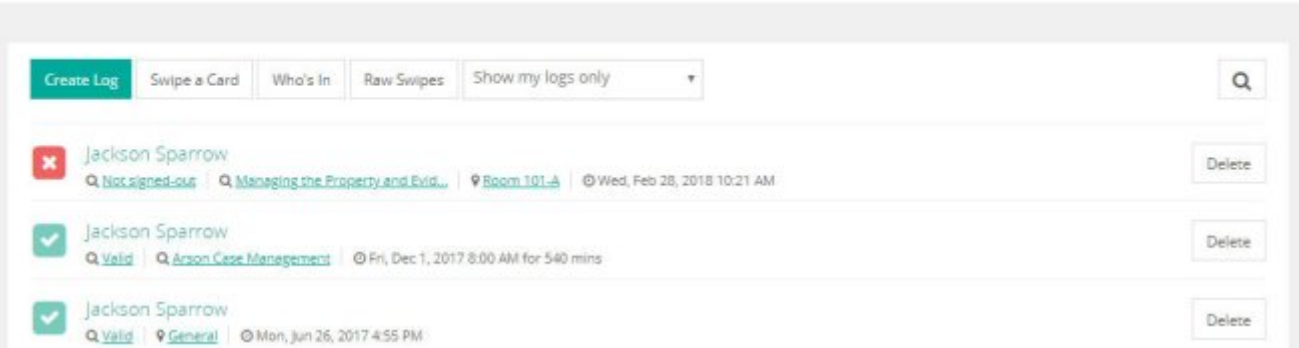 Create Log Swipe a Card Who's In Raw Swipes Show my logs only
Jackson Sparrow
Not signed-out Managing the Property and Evid... Room 101-A Wed, Feb 28, 2018 10:21 AM
Delete
Jackson Sparrow
Valid Arson Case Management Fri, Dec 1, 2017 8:00 AM for 540 mins
Delete
Jackson Sparrow
Valid General Mon, Jun 26, 2017 4:55 PM
Delete